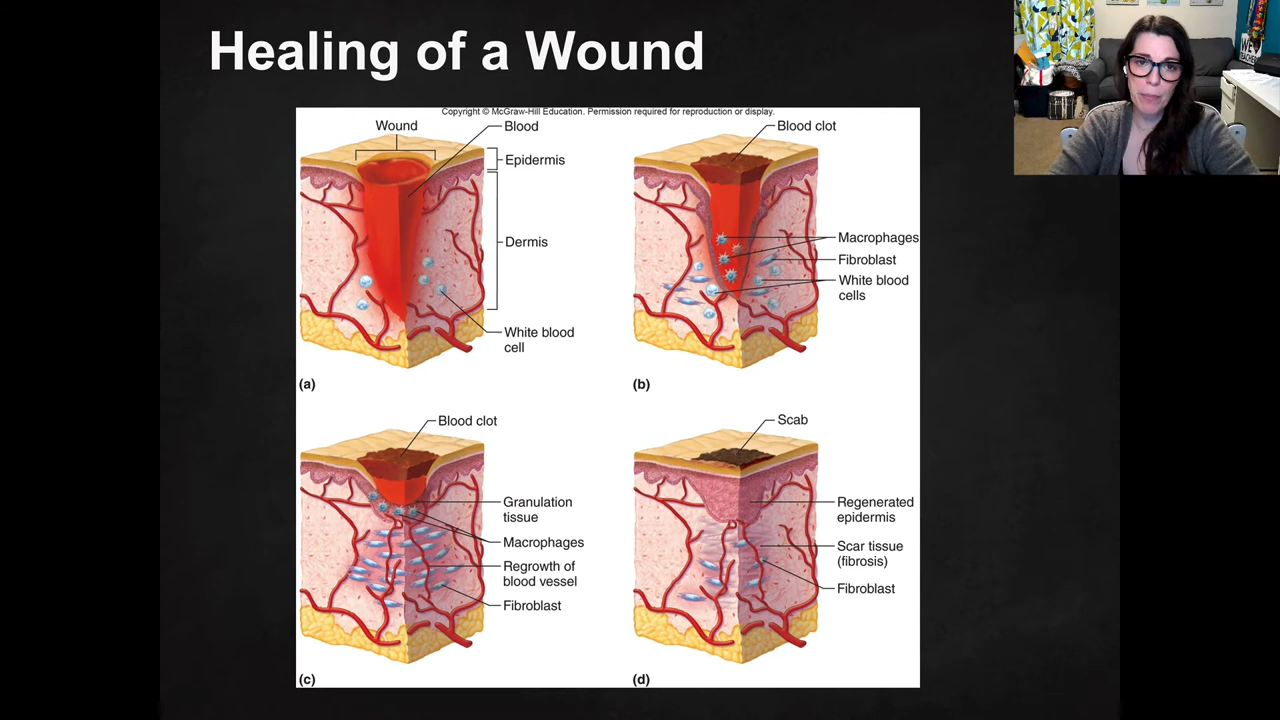 Healing of a Wound
Copyright © McGraw-Hill Education. Permission required for reproduction or display.
Wound
Blood
Epidermis
Dermis
White blood
cell
(a)
Blood clot
Macrophages
Fibroblast
White blood
cells
(b)
Blood clot
Granulation
tissue
Macrophages
Regrowth of
blood vessel
Fibroblast
(c)
Scab
Regenerated
epidermis
Scar tissue
(fibrosis)
Fibroblast
(d)